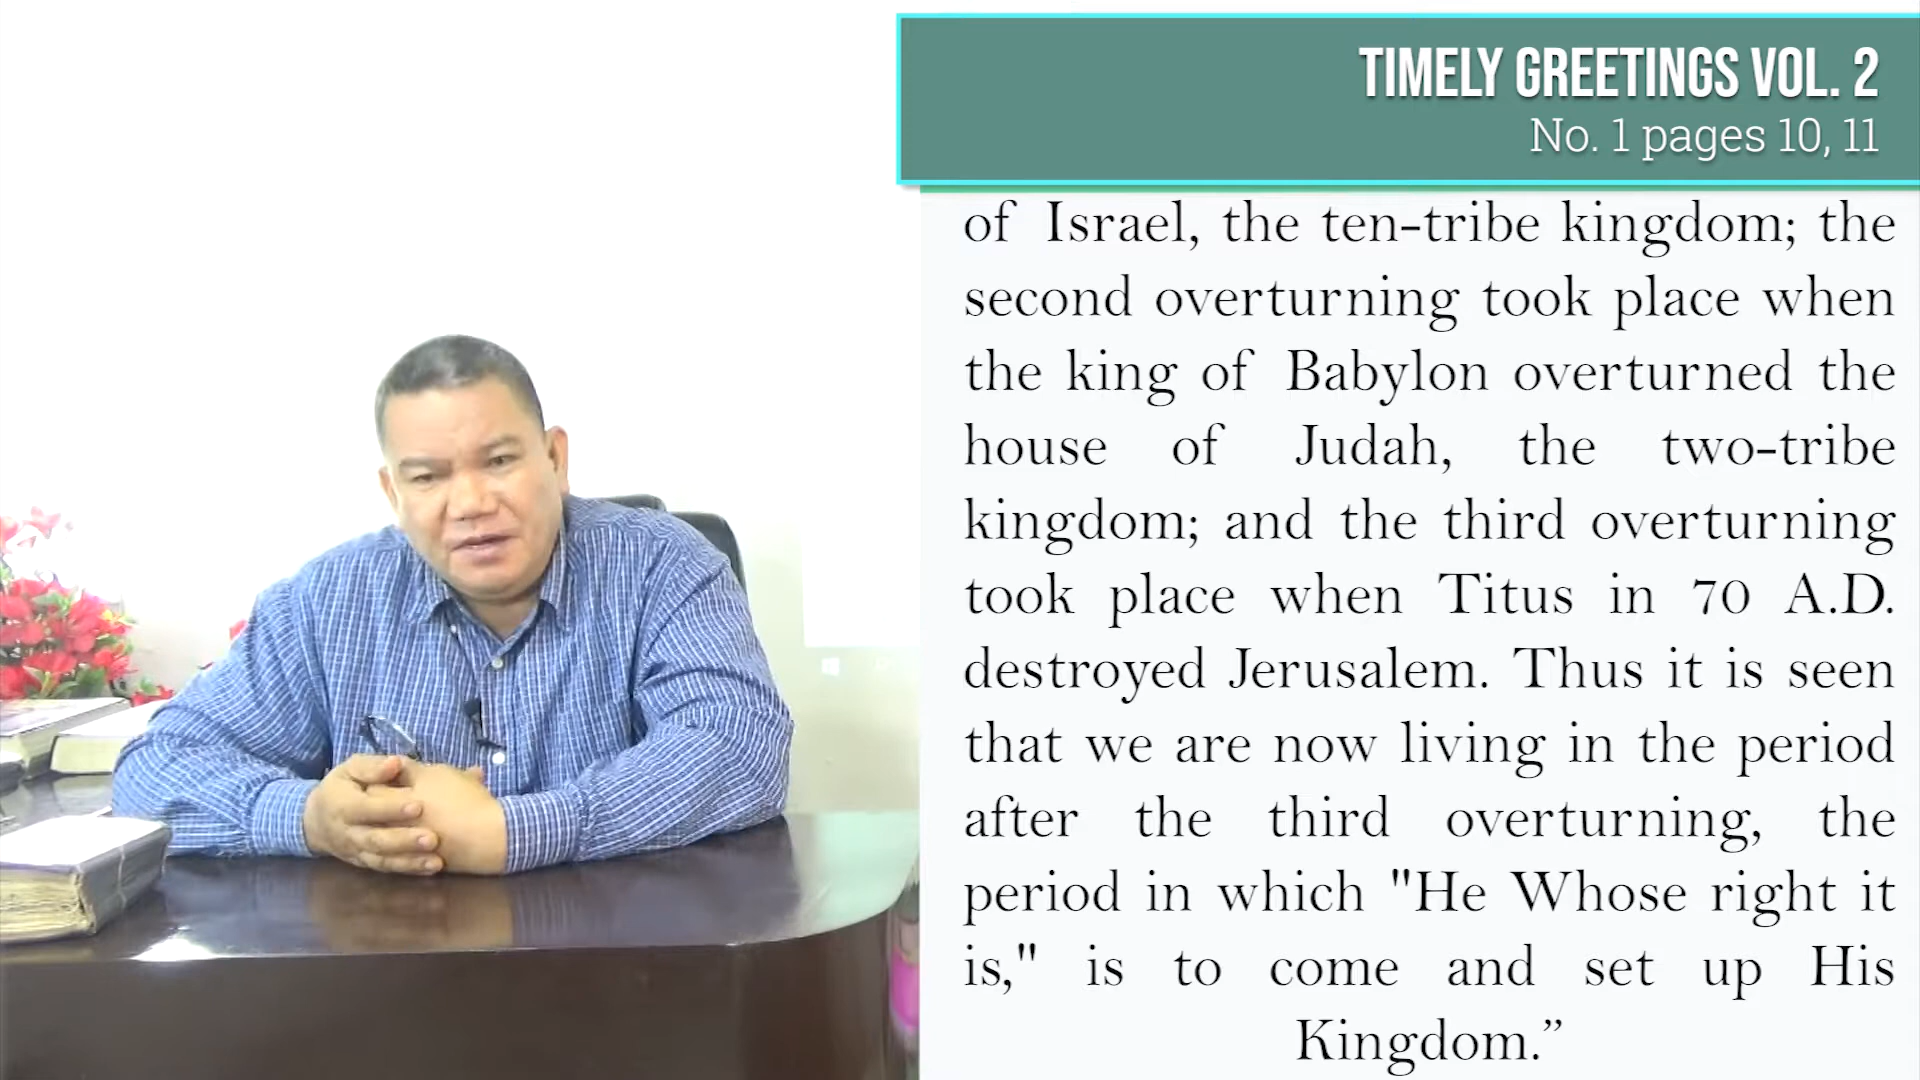 TIMELY GREETINGS VOL. 2
No. 1 pages 10, 11
of Israel, the ten-tribe kingdom; the
second overturning took place when
the king of Babylon overturned the
house of Judah, the two-tribe
kingdom; and the third overturning
took place when Titus in 70 A.D.
destroyed Jerusalem. Thus it is seen
that we are now living in the period
after the third overturning, the
period in which "He Whose right it
is," is to come and set up His
Kingdom.”